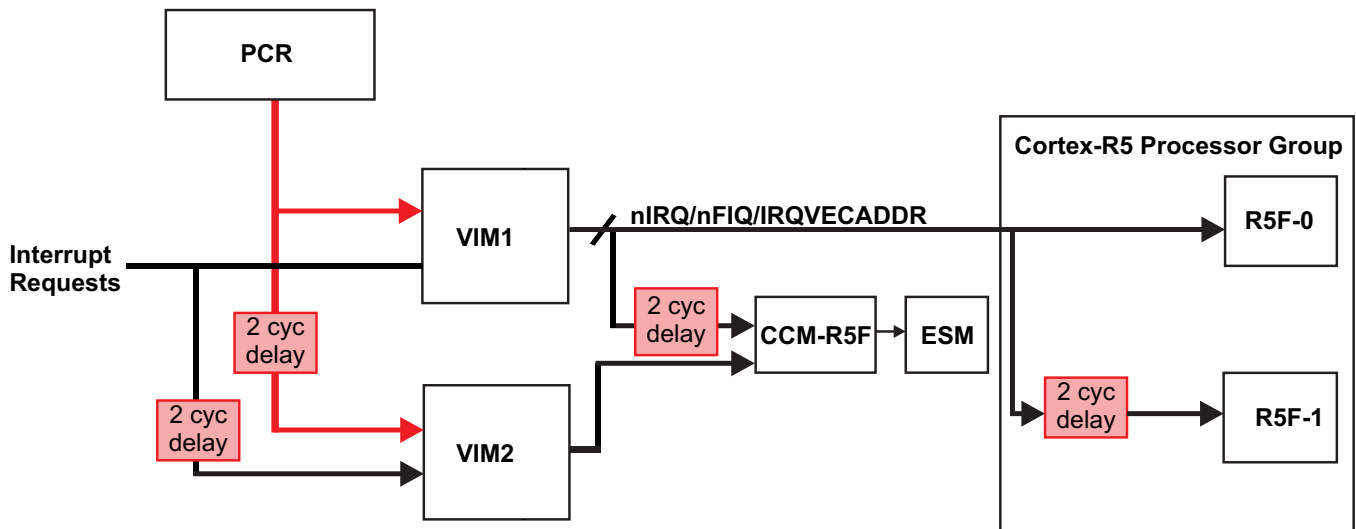 PCR
Cortex-R5 Processor Group
nIRQ/nFIQ/IRQVECADDR
R5F-0
VIM1
Interrupt
Requests
2 cyc
delay
2 cyc
delay
CCM-R5F
ESM
2 cyc
delay
2 cyc
delay
R5F-1
VIM2